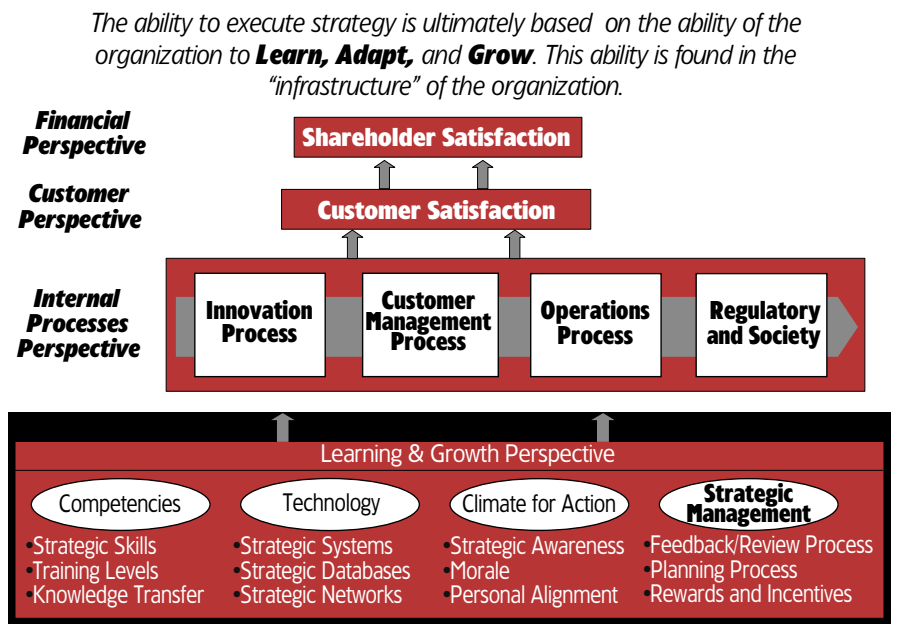 The ability to execute strategy is ultimately based on the ability of the
organization to Learn, Adapt, and Grow. This ability is found in the
“infrastructure” of the organization.
Financial
Perspective
Shareholder Satisfaction
Customer
Perspective
Customer Satisfaction
Internal
Processes
Perspective
Innovation
Process
Customer
Management
Process
Operations
Process
Regulatory
and Society
Learning & Growth Perspective
Competencies
•Strategic Skills
•Training Levels
•Knowledge Transfer
Technology
•Strategic Systems
•Strategic Databases
•Strategic Networks
Climate for Action
•Strategic Awareness
•Morale
•Personal Alignment
Strategic
Management
•Feedback/Review Process
•Planning Process
•Rewards and Incentives